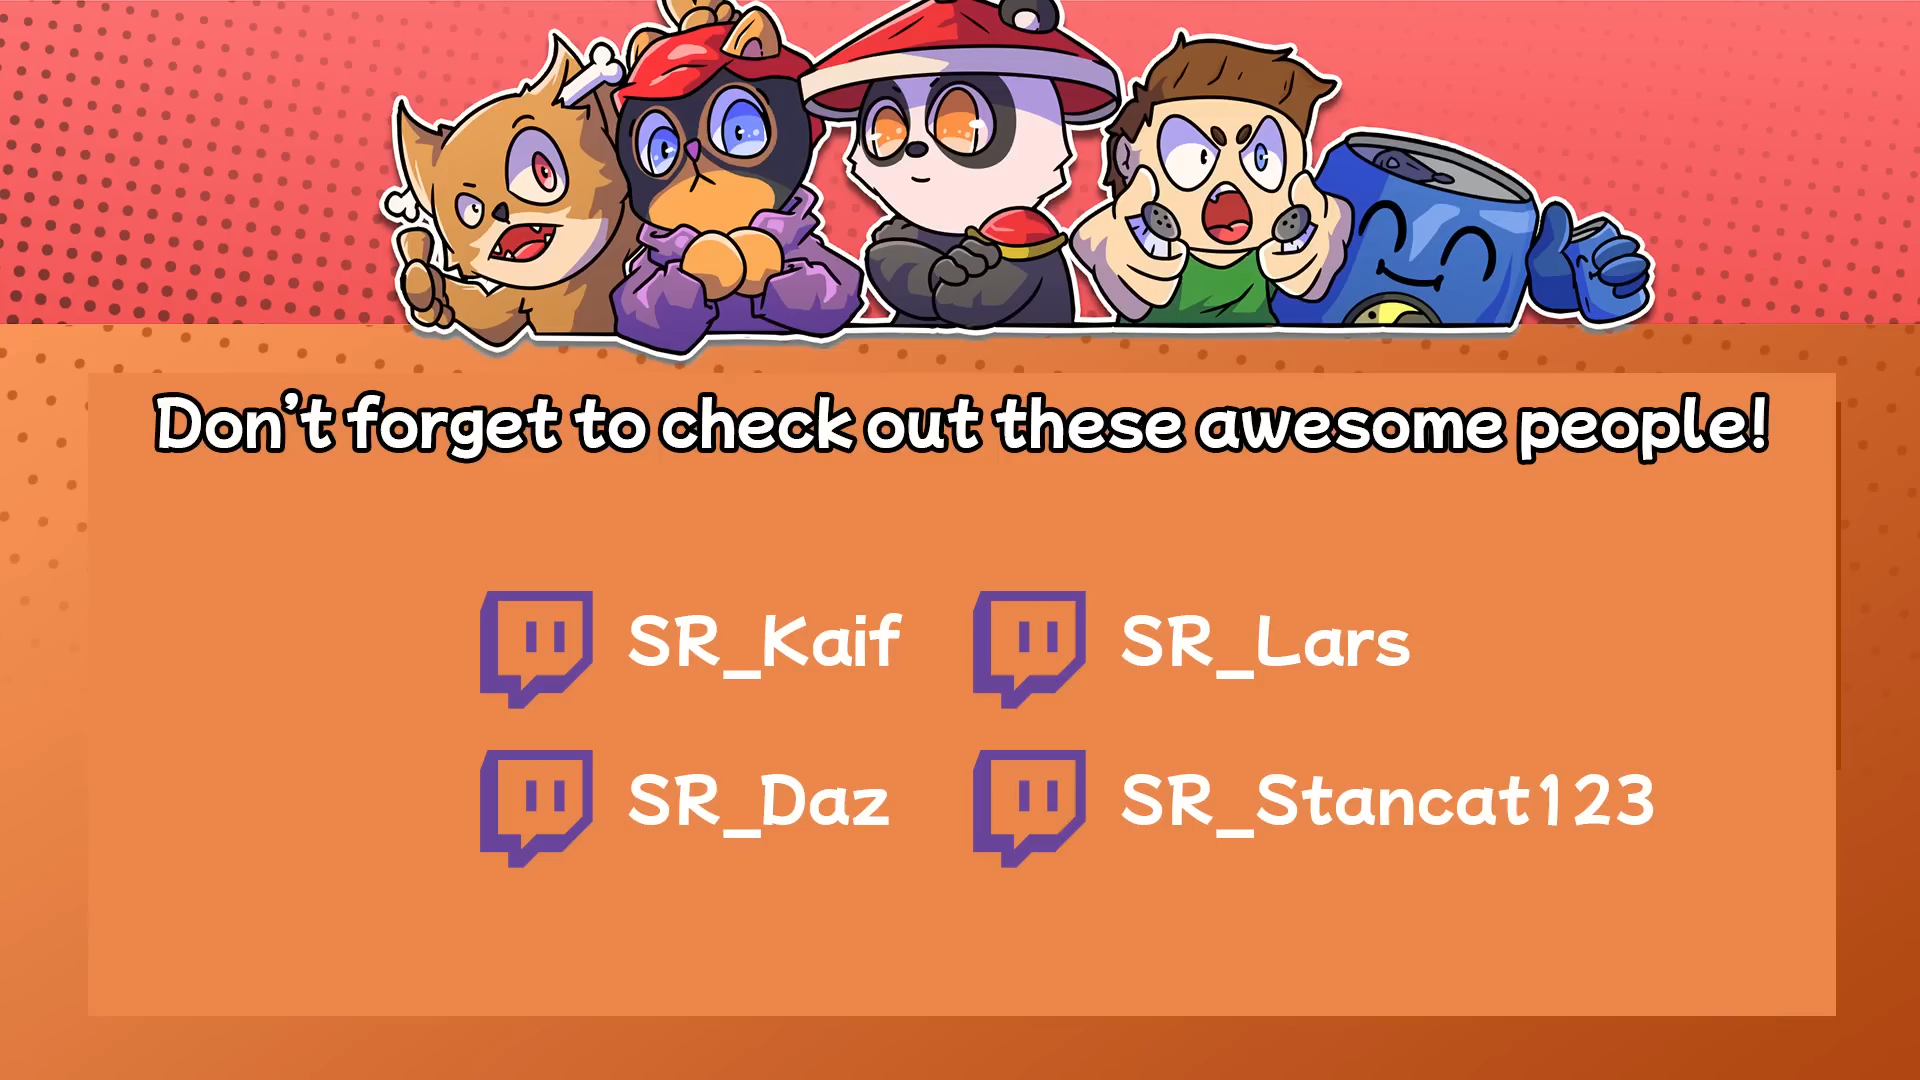 Don't forget to check out these awesome people!
SR_Kaif
SR_Lars
SR_Daz
SR_Stancat123